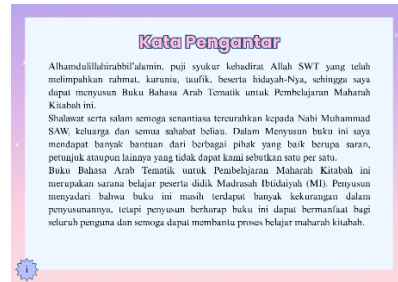 Kata Pengantar
Alhamdulillahirabbil'alamin, puji syukur kehadirat Allah SWT yang telah
melimpahkan rahmat, karunia, taufik, beserta hidayah-Nya, sehingga saya
dapat menyusun Buku Bahasa Arab Tematik untuk Pembelajaran Maharah
Kitabah ini.
Shalawat serta salam semoga senantiasa tercurahkan kepada Nabi Muhammad
SAW, keluarga dan semua sahabat beliau. Dalam Menyusun buku ini saya
mendapat banyak bantuan dari berbagai pihak yang baik berupa saran,
petunjuk ataupun lainnya yang tidak dapat kami sebutkan satu per satu.
Buku Bahasa Arab Tematik untuk Pembelajaran Maharah Kitabah ini
merupakan sarana belajar peserta didik Madrasah Ibtidaiyah (MI). Penyusun
menyadari bahwa buku ini masih terdapat banyak kekurangan dalam
penyusunannya, tetapi penyusun berharap buku ini dapat bermanfaat bagi
seluruh penguna dan semoga dapat membantu proses belajar maharah kitabah.
i